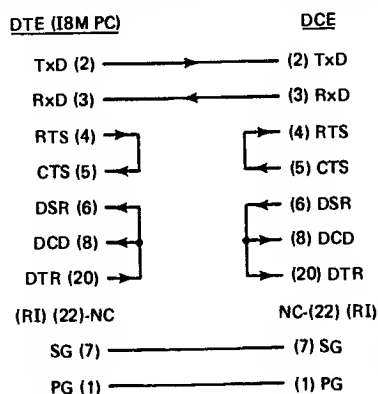 DTE (I8M PC) DCE
TxD (2) (2) TxD
RxD (3) (3) RxD
RTS (4) (4) RTS
CTS (5) (5) CTS
DSR (6) (6) DSR
DCD (8) (8) DCD
DTR (20) (20) DTR
(RI) (22)-NC NC-(22) (RI)
SG (7) (7) SG
PG (1) (1) PG